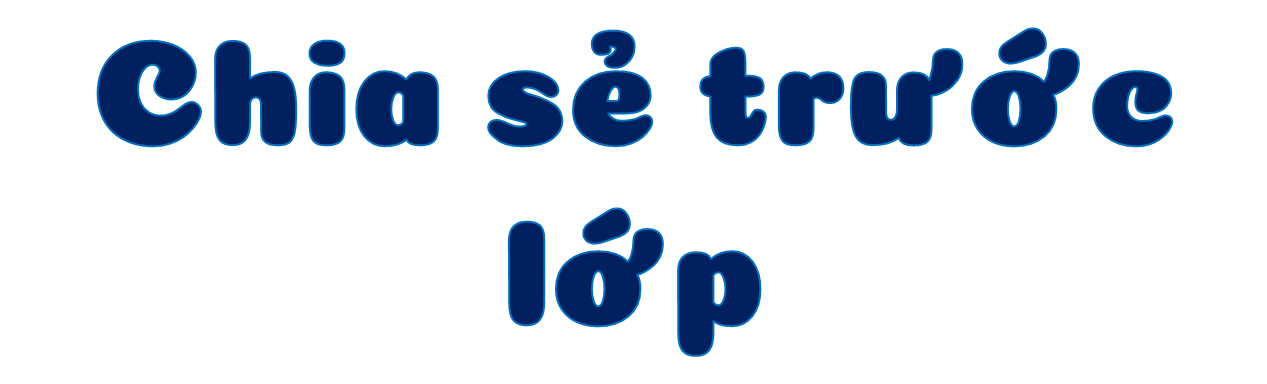 Chia sẻ trước
lớp